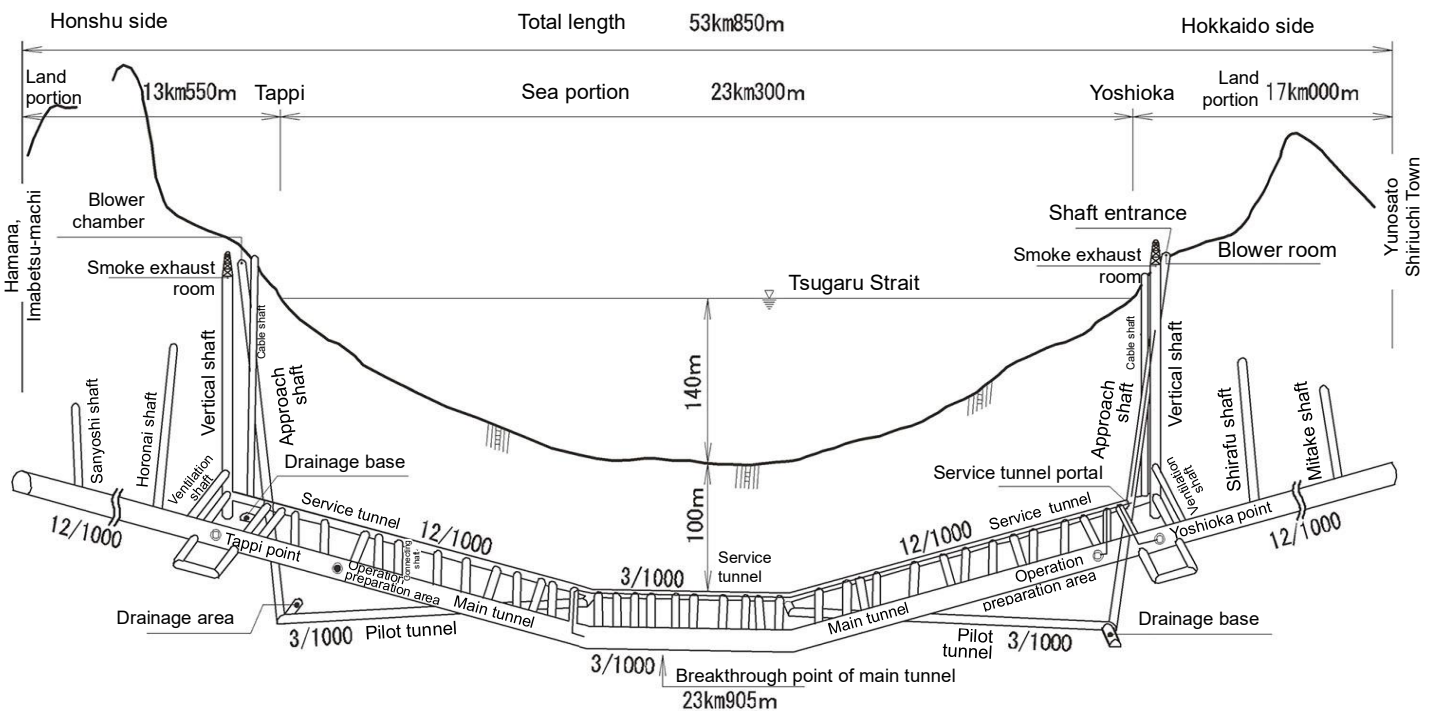 Honshu side
Total length 53km850m
Hokkaido side
Land
portion
13km550m
Tappi
Sea portion 23km300m
Yoshioka
Land
portion 17km000m
Hamana,
Imabetsu-machi
Yunosato
Shiriuchi Town
Blower
chamber
Smoke exhaust
room
Shaft entrance
Smoke exhaust
room
Blower room
Tsugaru Strait
140m
100m
Sanyoshi shaft
Horonai shaft
Ventilation
shaft
Vertical shaft
Cable shaft
Approach
shaft
Drainage base
Cable shaft
Approach
shaft
Vertical shaft
Ventilation
shaft
Shirafu shaft
Mitake shaft
Service tunnel portal
12/1000
Tappi point
Service tunnel
12/1000
Connecting
shaft-
Operation
preparation area
Main tunnel
3/1000
Service
tunnel
12/1000
Service tunnel
Operation
preparation area
Main tunnel
Yoshioka point
12/1000
Drainage area
3/1000
Pilot tunnel
Pilot
tunnel
3/1000
Drainage base
3/1000
Breakthrough point of main tunnel
23km905m